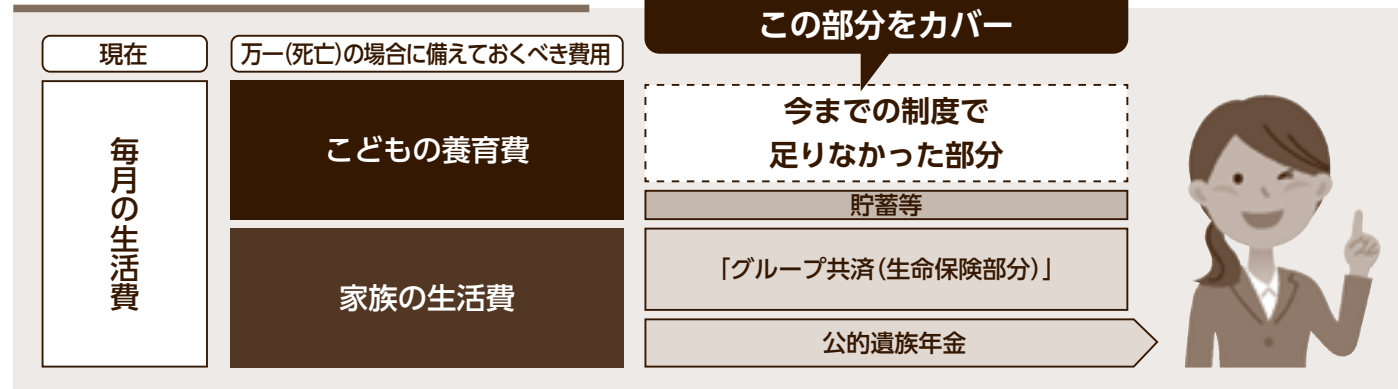 この部分をカバー
現在
万一(死亡)の場合に備えておくべき費用
毎月の生活費
こどもの養育費
家族の生活費
今までの制度で
足りなかった部分
貯蓄等
「グループ共済(生命保険部分)」
公的遺族年金